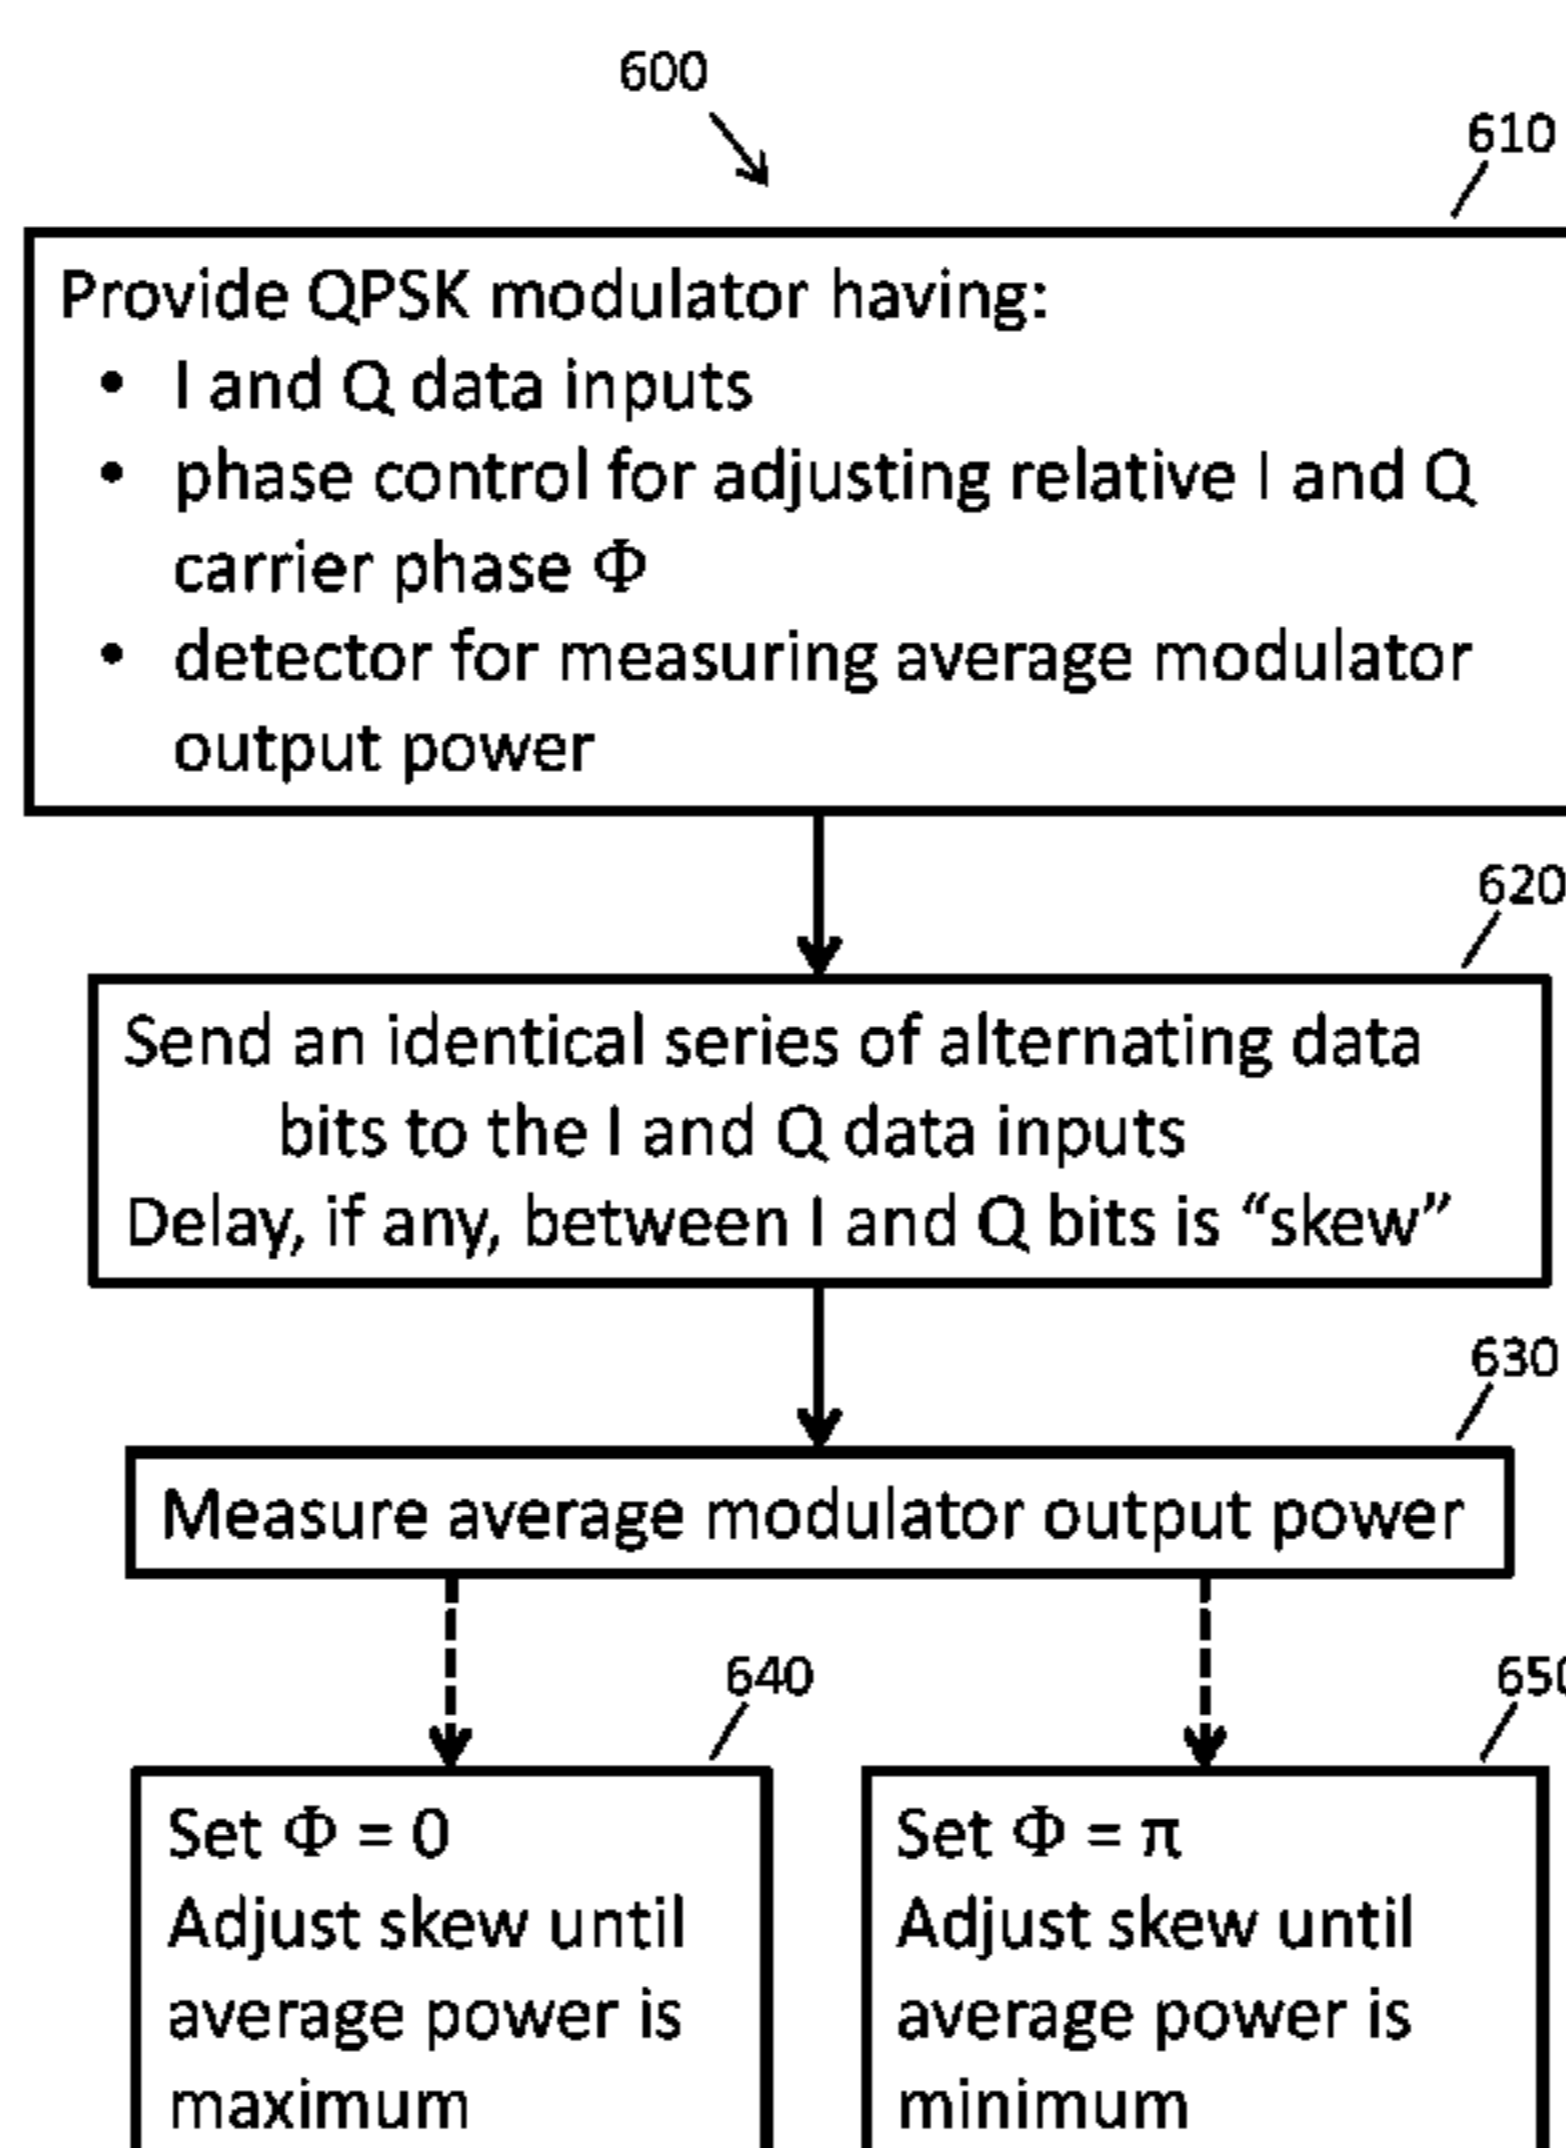 600
610
Provide QPSK modulator having:
• I and Q data inputs
• phase control for adjusting relative I and Q
carrier phase Φ
• detector for measuring average modulator
output power
620
Send an identical series of alternating data
bits to the I and Q data inputs
Delay, if any, between I and Q bits is “skew”
630
Measure average modulator output power
640
650
Set Φ = 0
Adjust skew until
average power is
maximum
Set Φ = π
Adjust skew until
average power is
minimum